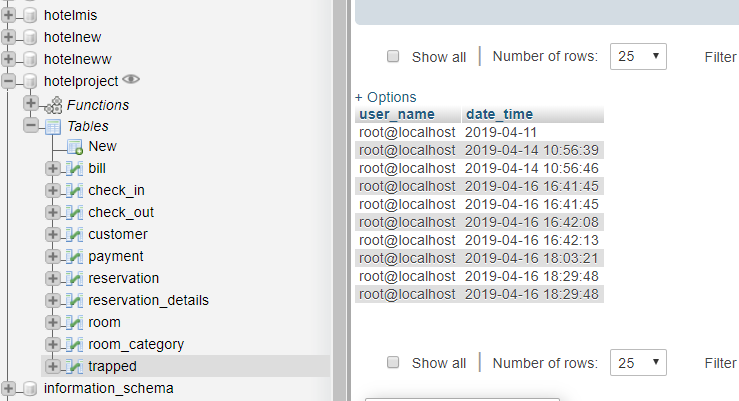 hotelmis
hotelnew
hotelneww
hotelproject
Functions
Tables
New
bill
check_in
check_out
customer
payment
reservation
reservation_details
room
room_category
trapped
information_schema
Show all | Number of rows: 25 Filter
+ Options
user_name date_time
root@localhost 2019-04-11
root@localhost 2019-04-14 10:56:39
root@localhost 2019-04-14 10:56:46
root@localhost 2019-04-16 16:41:45
root@localhost 2019-04-16 16:41:45
root@localhost 2019-04-16 16:42:08
root@localhost 2019-04-16 16:42:13
root@localhost 2019-04-16 18:03:21
root@localhost 2019-04-16 18:29:48
root@localhost 2019-04-16 18:29:48
Show all | Number of rows: 25 Filter